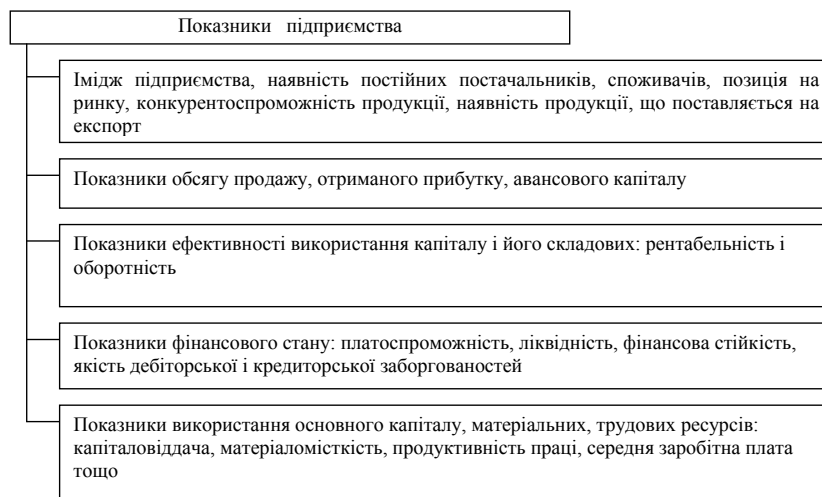 Показники підприємства
Імідж підприємства, наявність постійних постачальників, споживачів, позиція на
ринку, конкурентоспроможність продукції, наявність продукції, що поставляється на
експорт
Показники обсягу продажу, отриманого прибутку, авансового капіталу
Показники ефективності використання капіталу і його складових: рентабельність і
оборотність
Показники фінансового стану: платоспроможність, ліквідність, фінансова стійкість,
якість дебіторської і кредиторської заборгованостей
Показники використання основного капіталу, матеріальних, трудових ресурсів:
капіталовіддача, матеріаломісткість, продуктивність праці, середня заробітна плата
тощо